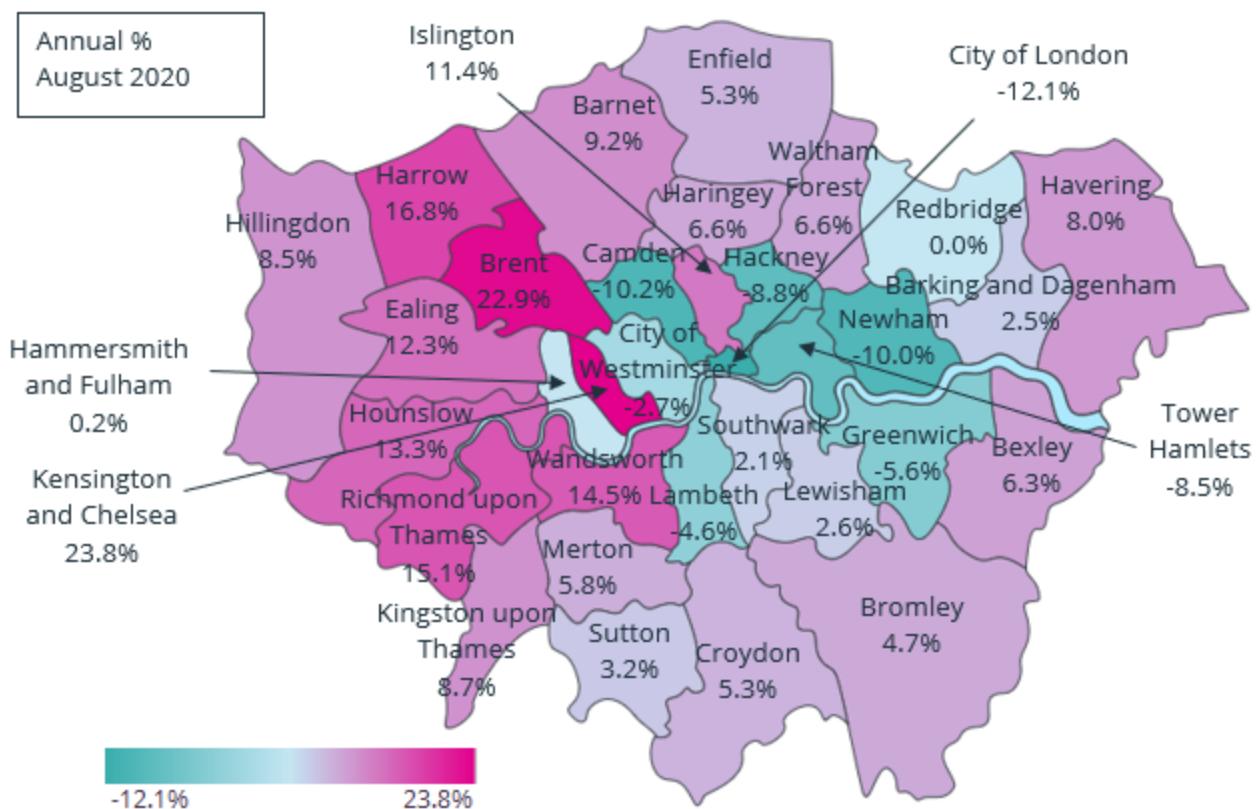 Annual %
August 2020
Islington
11.4%
Enfield
5.3%
City of London
-12.1%
Barnet
9.2%
Waltham
Forest
6.6%
Harrow
16.8%
Haringey
6.6%
Redbridge
0.0%
Havering
8.0%
Hillingdon
8.5%
Brent
22.9%
Camden
-10.2%
Hackney
-8.8%
Barking and Dagenham
2.5%
Ealing
12.3%
City of
Westminster
-2.7%
Newham
-10.0%
Hammersmith
and Fulham
0.2%
Hounslow
13.3%
Southwark
2.1%
Greenwich
-5.6%
Bexley
6.3%
Tower
Hamlets
-8.5%
Kensington
and Chelsea
23.8%
Wandsworth
14.5%
Richmond upon
Thames
15.1%
Lambeth
-4.6%
Lewisham
2.6%
Merton
5.8%
Kingston upon
Thames
8.7%
Sutton
3.2%
Croydon
5.3%
Bromley
4.7%
-12.1%
23.8%